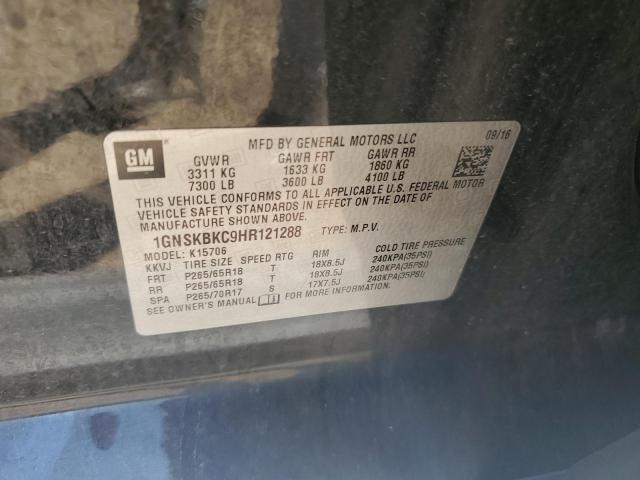 GM
MFD BY GENERAL MOTORS LLC 09/16
GVWR GAWR FRT GAWR RR
3311 KG 1633 KG 1860 KG
7300 LB 3600 LB 4100 LB
THIS VEHICLE CONFORMS TO ALL APPLICABLE U.S. FEDERAL MOTOR
VEHICLE SAFETY STANDARDS IN EFFECT ON THE DATE OF
MANUFACTURE SHOWN ABOVE.
1GNSKBKC9HR121288 TYPE: M.P.V.
MODEL: K15706
KKVJ TIRE SIZE SPEED RTG RIM COLD TIRE PRESSURE
FRT P265/65R18 T 18X8.5J 240KPA(35PSI)
RR P265/65R18 T 18X8.5J 240KPA(35PSI)
SPA P265/70R17 S 17X7.5J 240KPA(35PSI)
SEE OWNER'S MANUAL FOR ADDITIONAL INFORMATION.